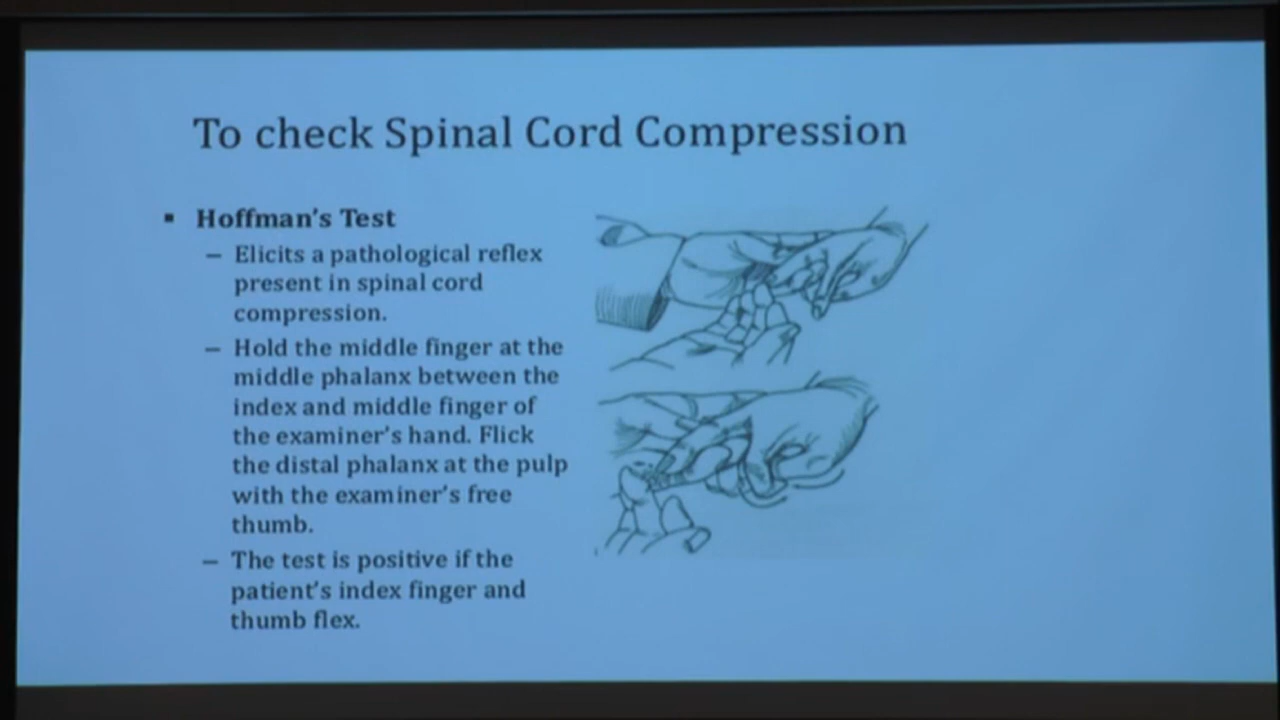 To check Spinal Cord Compression
▪ Hoffman's Test
– Elicits a pathological reflex
present in spinal cord
compression.
– Hold the middle finger at the
middle phalanx between the
index and middle finger of
the examiner's hand. Flick
the distal phalanx at the pulp
with the examiner's free
thumb.
– The test is positive if the
patient's index finger and
thumb flex.